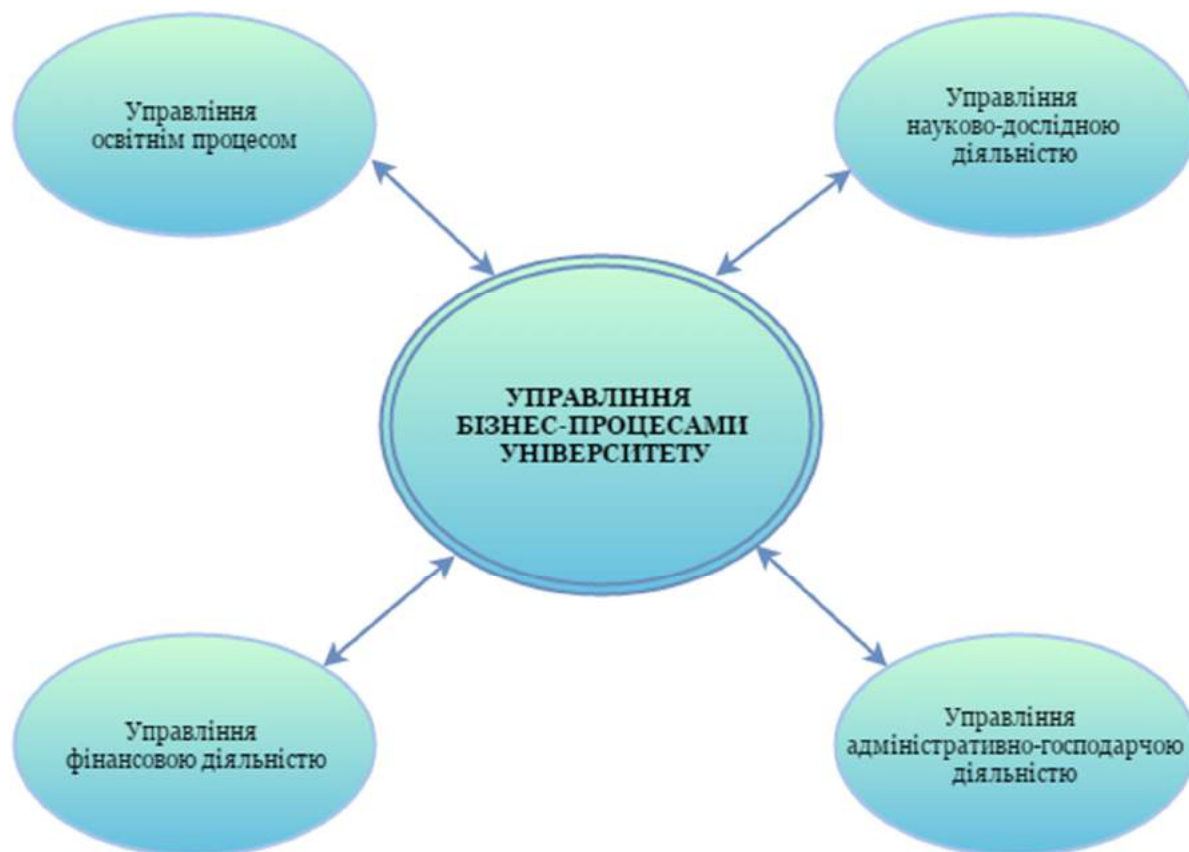 Управління
освітнім процесом
Управління
науково-дослідною
діяльністю
УПРАВЛІННЯ
БІЗНЕС-ПРОЦЕСАМИ
УНІВЕРСИТЕТУ
Управління
фінансовою діяльністю
Управління
адміністративно-господарчою
діяльністю